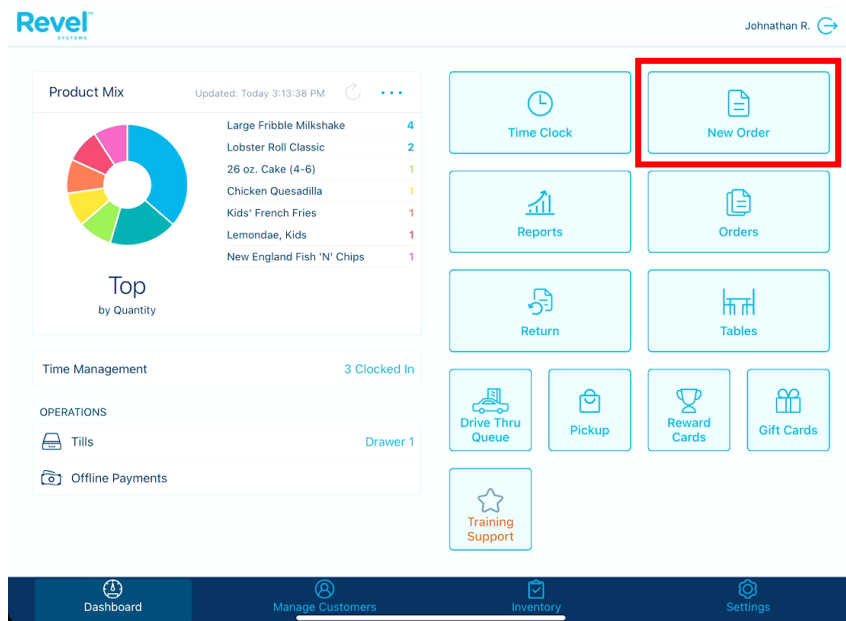 Revel™
SYSTEMS
Johnathan R.
Product Mix
Updated: Today 3:13:38 PM
Large Fribble Milkshake 4
Lobster Roll Classic 2
26 oz. Cake (4-6) 1
Chicken Quesadilla 1
Kids' French Fries 1
Lemondae, Kids 1
New England Fish 'N' Chips 1
Top
by Quantity
Time Management 3 Clocked In
OPERATIONS
Tills Drawer 1
Offline Payments
Time Clock
New Order
Reports
Orders
Return
Tables
Drive Thru
Queue
Pickup
Reward
Cards
Gift Cards
Training
Support
Dashboard
Manage Customers
Inventory
Settings